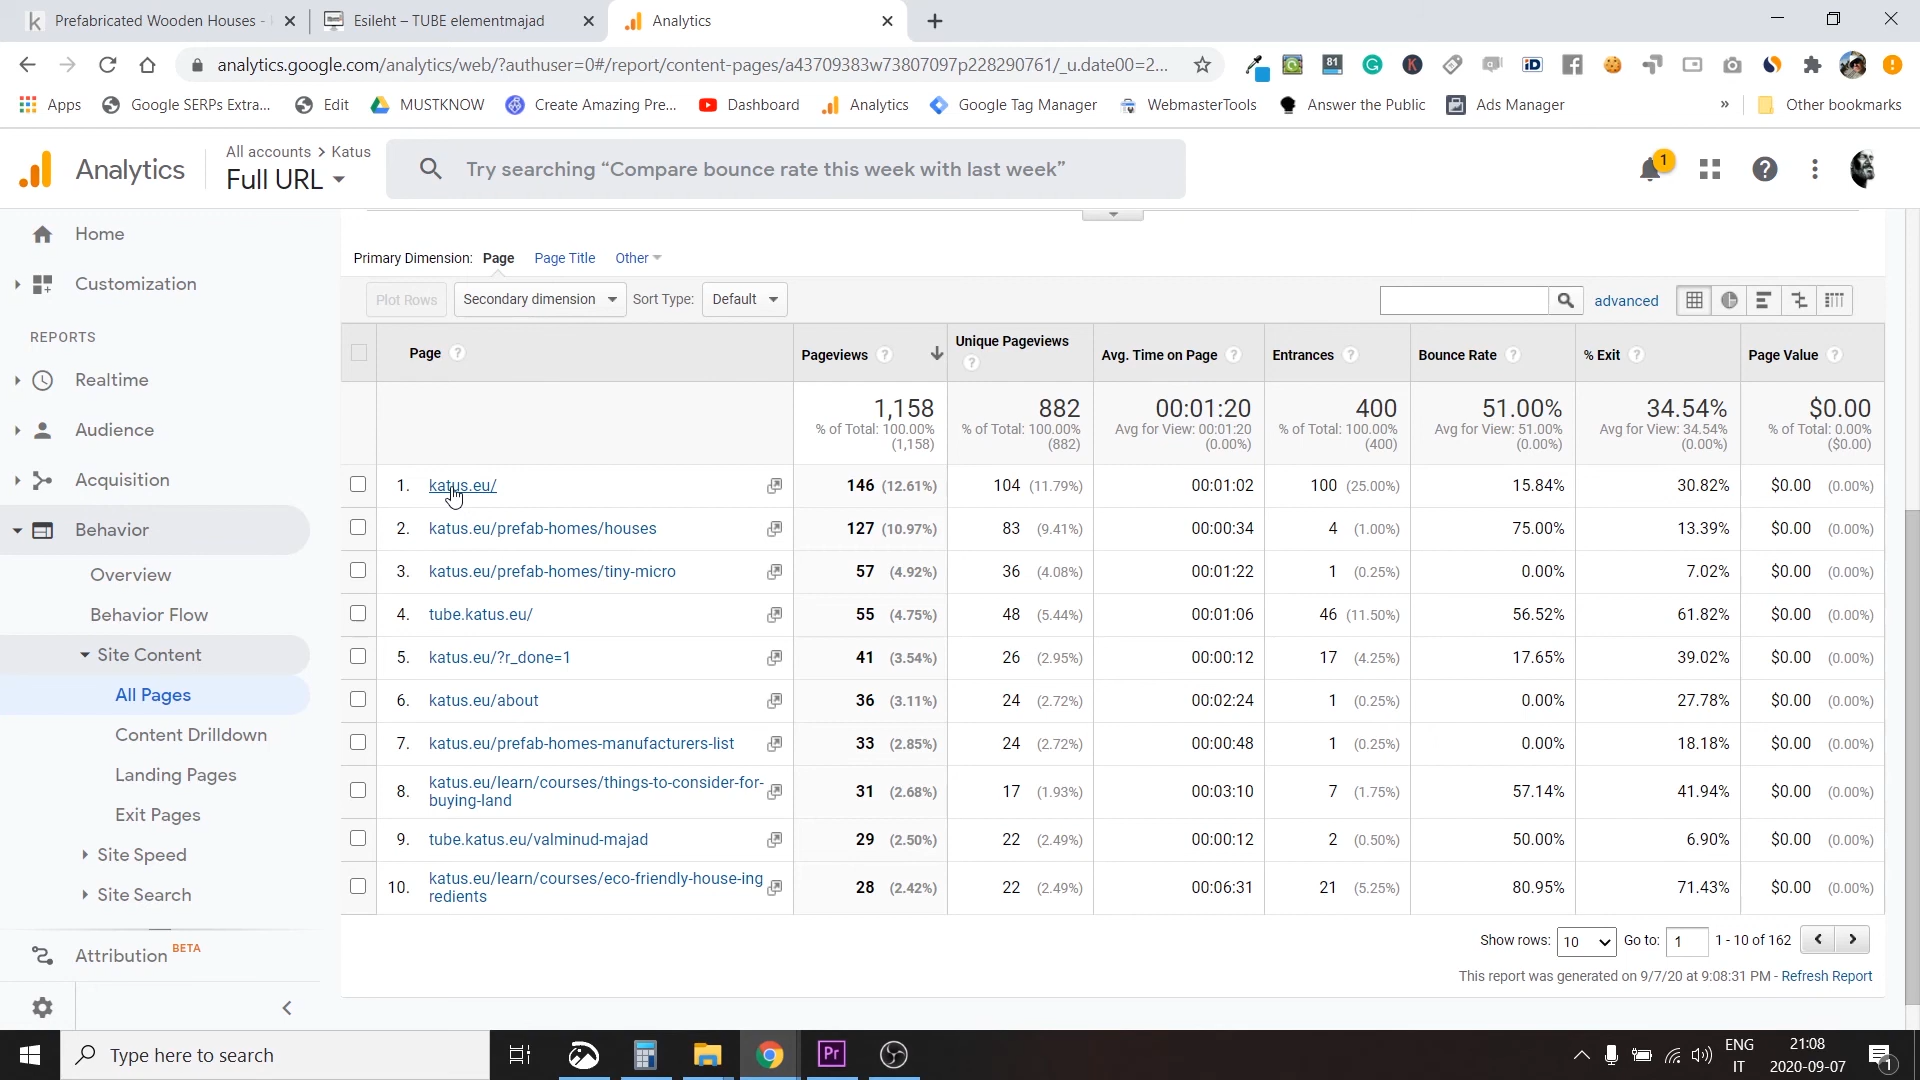 Prefabricated Wooden Houses -
Esileht – TUBE elementmajad
Analytics
analytics.google.com/analytics/web/?authuser=0#/report/content-pages/a43709383w73807097p228290761/_u.date00=2...
81
Apps
Google SERPs Extra...
Edit
MUSTKNOW
Create Amazing Pre...
Dashboard
Analytics
Google Tag Manager
WebmasterTools
Answer the Public
Ads Manager
»
Other bookmarks
Analytics
All accounts > Katus
Full URL
Try searching “Compare bounce rate this week with last week”
1
Home
Customization
REPORTS
Realtime
Audience
Acquisition
Behavior
Overview
Behavior Flow
Site Content
All Pages
Content Drilldown
Landing Pages
Exit Pages
Site Speed
Site Search
Attribution BETA
Primary Dimension: Page Page Title Other
Plot Rows Secondary dimension Sort Type: Default advanced
Page Pageviews Unique Pageviews Avg. Time on Page Entrances Bounce Rate % Exit Page Value
1,158 882 00:01:20 400 51.00% 34.54% $0.00
% of Total: 100.00% % of Total: 100.00% Avg for View: 00:01:20 % of Total: 100.00% Avg for View: 51.00% Avg for View: 34.54% % of Total: 0.00%
(1,158) (882) (0.00%) (400) (0.00%) (0.00%) ($0.00)
1. katus.eu/ 146 (12.61%) 104 (11.79%) 00:01:02 100 (25.00%) 15.84% 30.82% $0.00 (0.00%)
2. katus.eu/prefab-homes/houses 127 (10.97%) 83 (9.41%) 00:00:34 4 (1.00%) 75.00% 13.39% $0.00 (0.00%)
3. katus.eu/prefab-homes/tiny-micro 57 (4.92%) 36 (4.08%) 00:01:22 1 (0.25%) 0.00% 7.02% $0.00 (0.00%)
4. tube.katus.eu/ 55 (4.75%) 48 (5.44%) 00:01:06 46 (11.50%) 56.52% 61.82% $0.00 (0.00%)
5. katus.eu/?r_done=1 41 (3.54%) 26 (2.95%) 00:00:12 17 (4.25%) 17.65% 39.02% $0.00 (0.00%)
6. katus.eu/about 36 (3.11%) 24 (2.72%) 00:02:24 1 (0.25%) 0.00% 27.78% $0.00 (0.00%)
7. katus.eu/prefab-homes-manufacturers-list 33 (2.85%) 24 (2.72%) 00:00:48 1 (0.25%) 0.00% 18.18% $0.00 (0.00%)
8. katus.eu/learn/courses/things-to-consider-for-
buying-land 31 (2.68%) 17 (1.93%) 00:03:10 7 (1.75%) 57.14% 41.94% $0.00 (0.00%)
9. tube.katus.eu/valminud-majad 29 (2.50%) 22 (2.49%) 00:00:12 2 (0.50%) 50.00% 6.90% $0.00 (0.00%)
10. katus.eu/learn/courses/eco-friendly-house-ing
redients 28 (2.42%) 22 (2.49%) 00:06:31 21 (5.25%) 80.95% 71.43% $0.00 (0.00%)
Show rows: 10 Go to: 1 1 - 10 of 162
This report was generated on 9/7/20 at 9:08:31 PM - Refresh Report
Type here to search
Pr
ENG
IT
21:08
2020-09-07
1